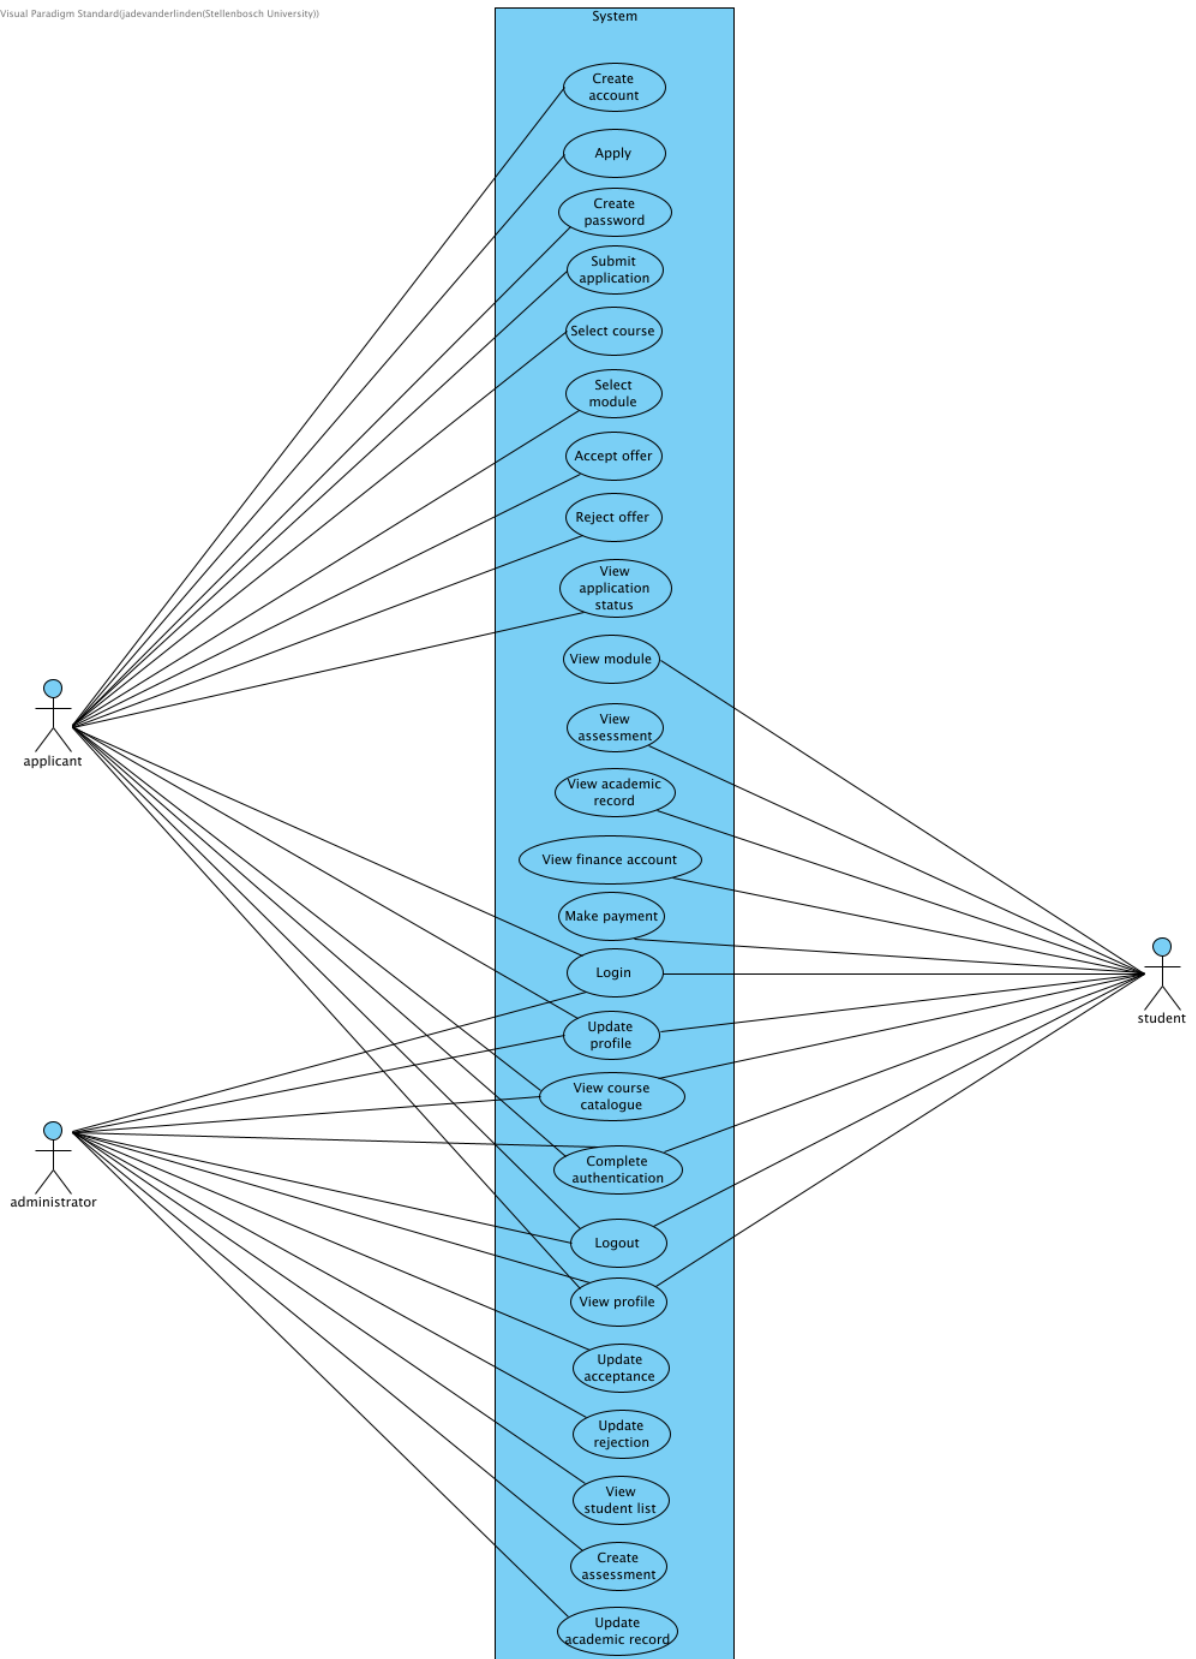 Visual Paradigm Standard(jadevanderlinden(Stellenbosch University))
System
Create
account
Apply
Create
password
Submit
application
Select course
Select
module
Accept offer
Reject offer
View
application
status
View module
applicant
View
assessment
View academic
record
View finance account
Make payment
Login
student
Update
profile
View course
catalogue
administrator
Complete
authentication
Logout
View profile
Update
acceptance
Update
rejection
View
student list
Create
assessment
Update
academic record